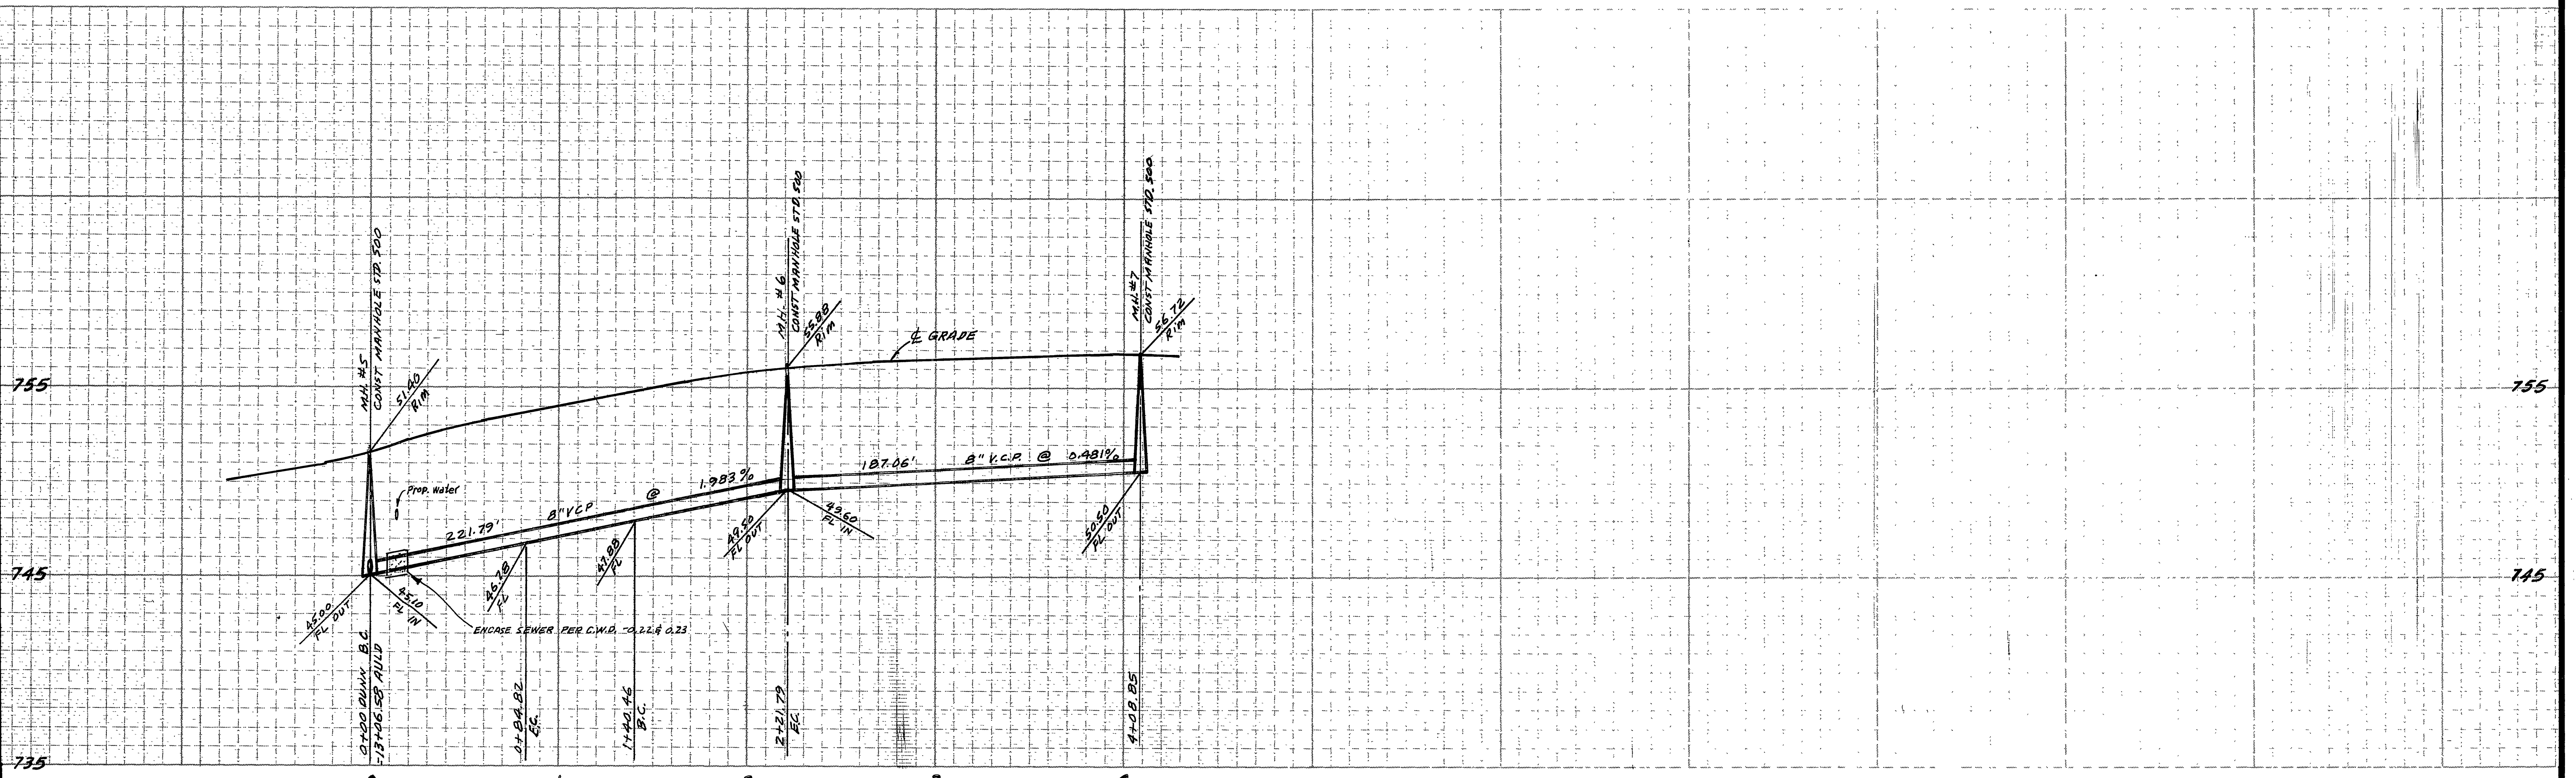 M.H. #5
CONST MANHOLE STD. 500
51.40
RIM
M.H. #6
CONST MANHOLE STD. 500
55.88
RIM
℄ GRADE
M.H. #7
CONST MANHOLE STD. 500
56.72
RIM
755
755
Prop. water
221.79' 8" V.C.P. @ 1.983%
187.06' 8" V.C.P. @ 0.481%
745
745
45.00
FL OUT
45.10
FL IN
46.28
FL
47.88
FL
49.50
FL OUT
49.60
FL IN
50.50
FL OUT
ENCASE SEWER PER C.W.D. -0.22 & 0.23
0+00 DUNN B.C.
-13+06.58 AULD
0+84.82
E.C.
1+40.46
B.C.
2+21.79
E.C.
4+08.85
735